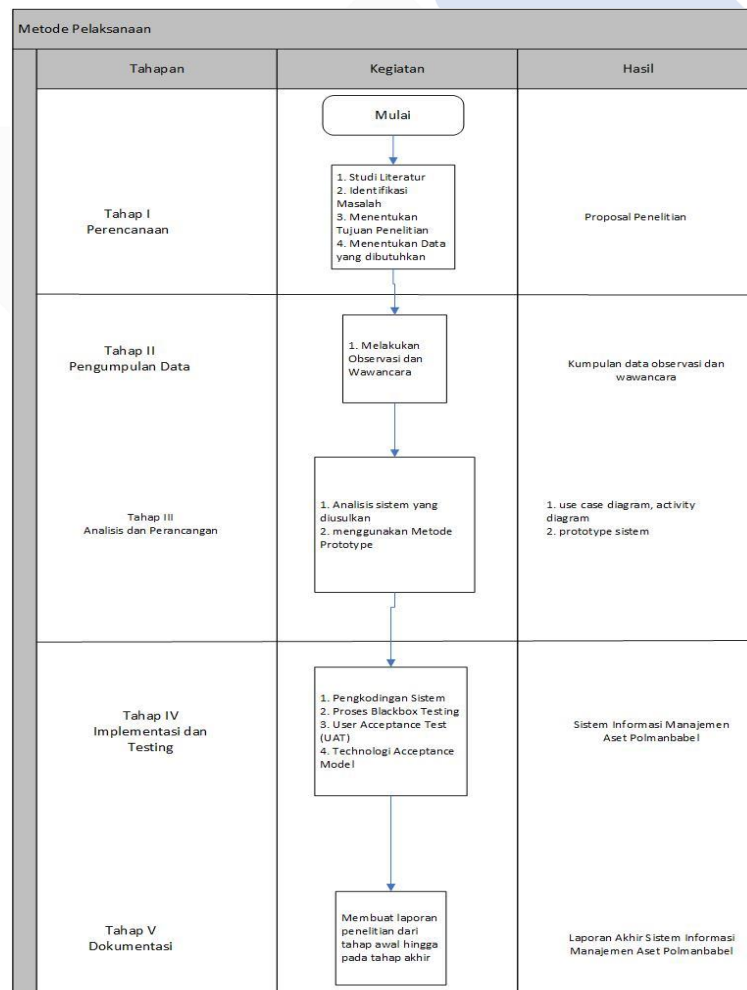 Metode Pelaksanaan
Tahapan
Kegiatan
Hasil
Mulai
Tahap I
Perencanaan
1. Studi Literatur
2. Identifikasi
Masalah
3. Menentukan
Tujuan Penelitian
4. Menentukan Data
yang dibutuhkan
Proposal Penelitian
Tahap II
Pengumpulan Data
1. Melakukan
Observasi dan
Wawancara
Kumpulan data observasi dan
wawancara
Tahap III
Analisis dan Perancangan
1. Analisis sistem yang
diusulkan
2. menggunakan Metode
Prototype
1. use case diagram, activity
diagram
2. prototype sistem
Tahap IV
Implementasi dan
Testing
1. Pengkodingan Sistem
2. Proses Blackbox Testing
3. User Acceptance Test
(UAT)
4. Technologi Acceptance
Model
Sistem Informasi Manajemen
Aset Polmanbabel
Tahap V
Dokumentasi
Membuat laporan
penelitian dari
tahap awal hingga
pada tahap akhir
Laporan Akhir Sistem Informasi
Manajemen Aset Polmanbabel